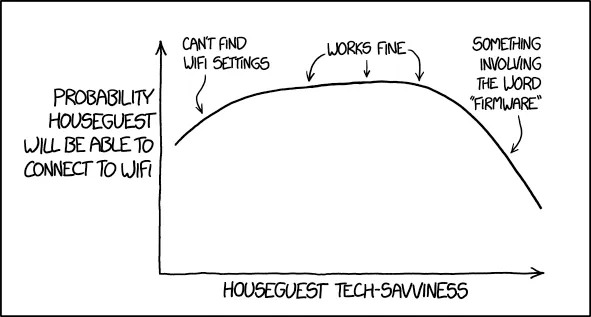 CAN'T FIND
WIFI SETTINGS
WORKS FINE
SOMETHING
INVOLVING
THE WORD
"FIRMWARE"
PROBABILITY
HOUSEGUEST
WILL BE ABLE TO
CONNECT TO WIFI
HOUSEGUEST TECH-SAVVINESS